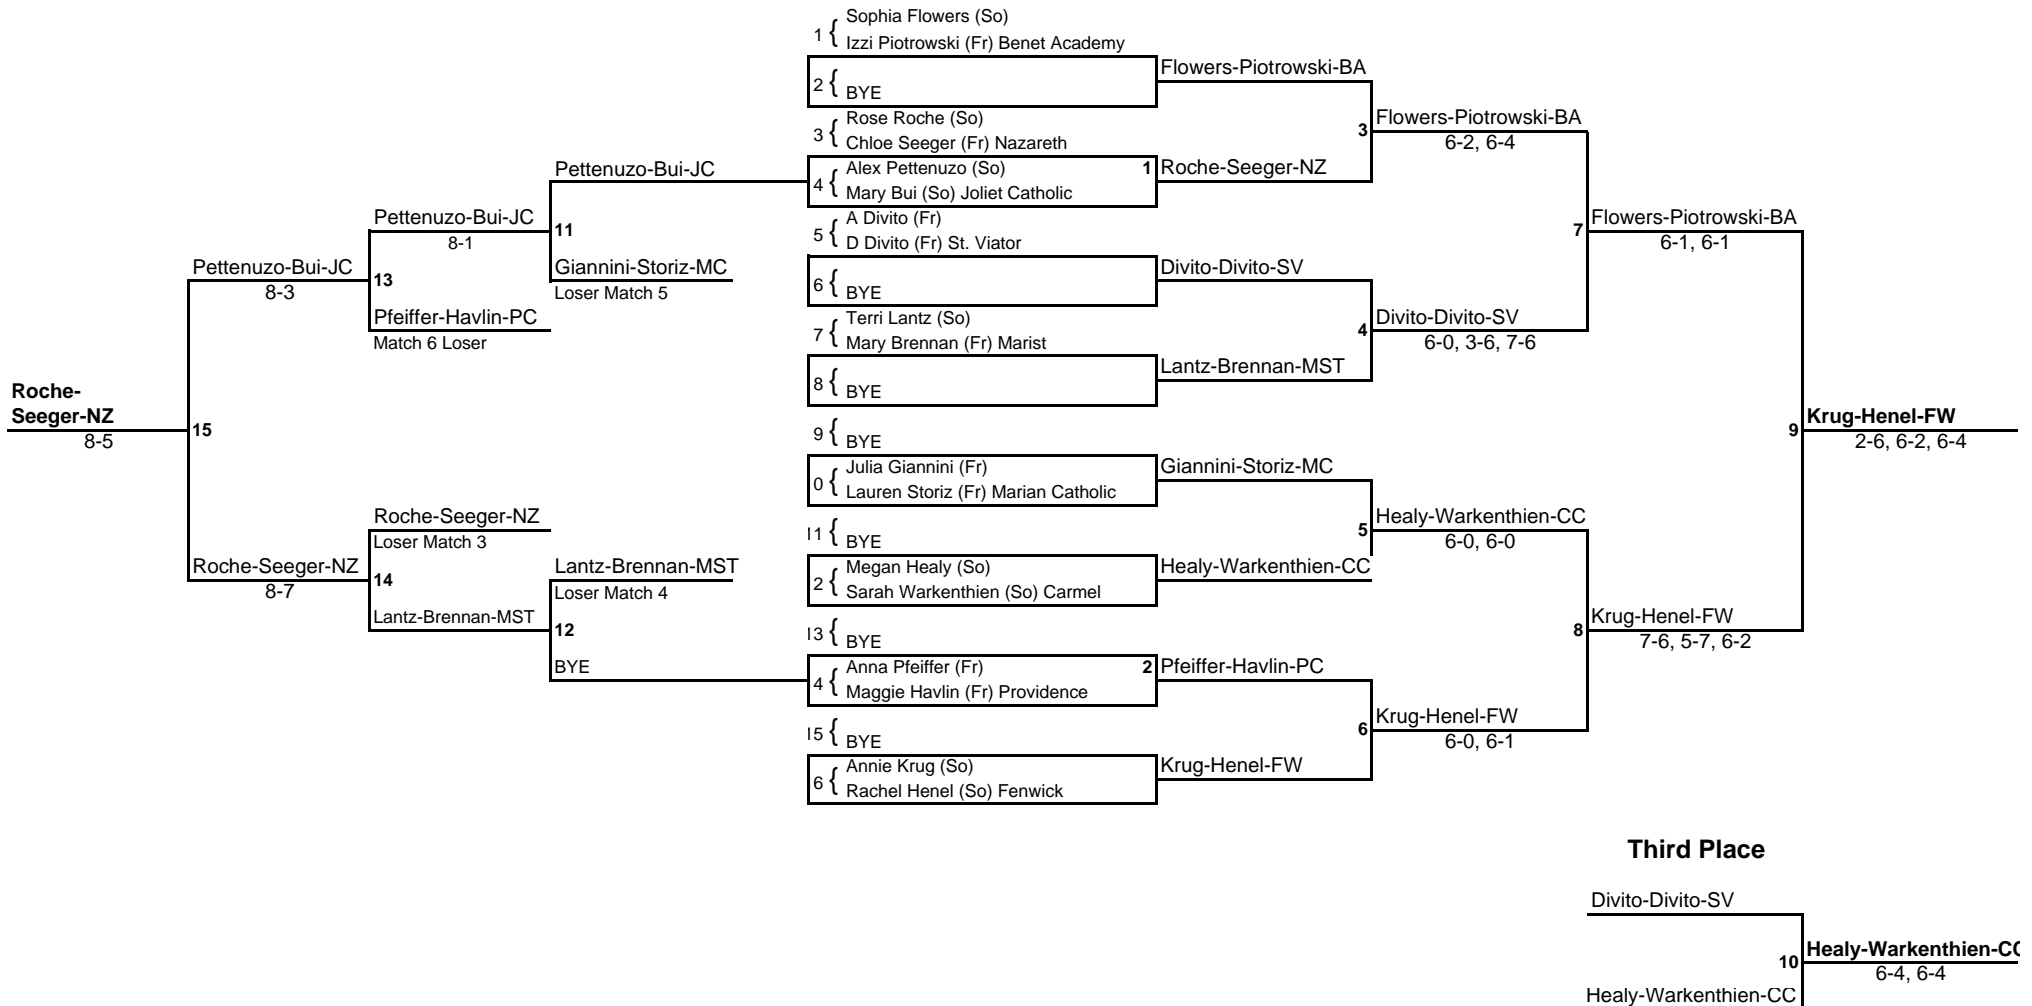 Sophia Flowers (So)
1 {
Izzi Piotrowski (Fr) Benet Academy
Flowers-Piotrowski-BA
2 { BYE
Rose Roche (So)
3 {
Chloe Seeger (Fr) Nazareth
Flowers-Piotrowski-BA
3
6-2, 6-4
Alex Pettenuzo (So)
1 Roche-Seeger-NZ
4 {
Mary Bui (So) Joliet Catholic
Pettenuzo-Bui-JC
A Divito (Fr)
5 {
D Divito (Fr) St. Viator
Pettenuzo-Bui-JC
8-1
11
Flowers-Piotrowski-BA
7
6-1, 6-1
Pettenuzo-Bui-JC
8-3
13
Giannini-Storiz-MC
Loser Match 5
Divito-Divito-SV
6 { BYE
Terri Lantz (So)
7 {
Mary Brennan (Fr) Marist
Pfeiffer-Havlin-PC
Match 6 Loser
Divito-Divito-SV
4
6-0, 3-6, 7-6
Lantz-Brennan-MST
8 { BYE
Roche-
Seeger-NZ
8-5
15
9 { BYE
Krug-Henel-FW
9
2-6, 6-2, 6-4
Julia Giannini (Fr)
Giannini-Storiz-MC
0 {
Lauren Storiz (Fr) Marian Catholic
Roche-Seeger-NZ
Loser Match 3
11 { BYE
Healy-Warkenthien-CC
5
6-0, 6-0
Megan Healy (So)
Healy-Warkenthien-CC
2 {
Sarah Warkenthien (So) Carmel
Roche-Seeger-NZ
8-7
14
Lantz-Brennan-MST
Loser Match 4
Lantz-Brennan-MST
12
13 { BYE
Krug-Henel-FW
8
7-6, 5-7, 6-2
BYE
Anna Pfeiffer (Fr)
2 Pfeiffer-Havlin-PC
4 {
Maggie Havlin (Fr) Providence
15 { BYE
Krug-Henel-FW
6
6-0, 6-1
Annie Krug (So)
Krug-Henel-FW
6 {
Rachel Henel (So) Fenwick
Third Place
Divito-Divito-SV
10
Healy-Warkenthien-CC
6-4, 6-4
Healy-Warkenthien-CC